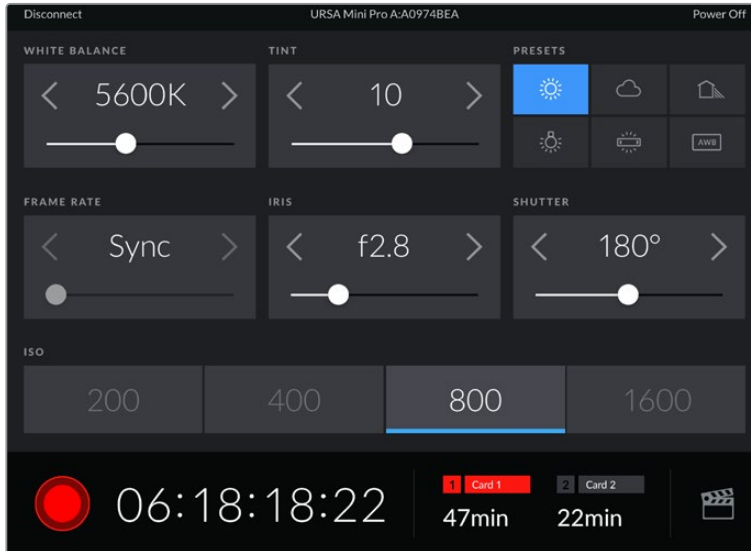 Disconnect URSA Mini Pro A:A0974BEA Power Off
WHITE BALANCE TINT PRESETS
5600K 10
AWB
FRAME RATE IRIS SHUTTER
Sync f2.8 180°
ISO
200 400 800 1600
1 Card 1 2 Card 2
06:18:18:22 47min 22min